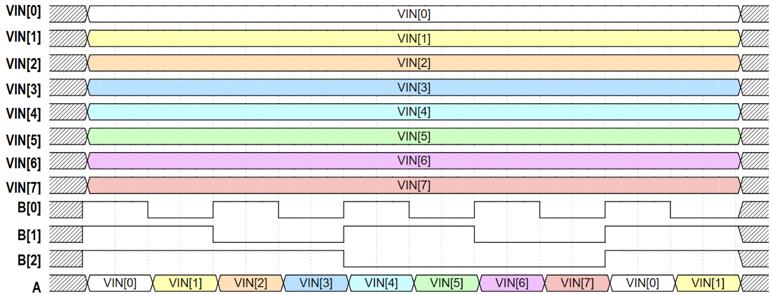 VIN[0] VIN[0]
VIN[1] VIN[1]
VIN[2] VIN[2]
VIN[3] VIN[3]
VIN[4] VIN[4]
VIN[5] VIN[5]
VIN[6] VIN[6]
VIN[7] VIN[7]
B[0]
B[1]
B[2]
A VIN[0] VIN[1] VIN[2] VIN[3] VIN[4] VIN[5] VIN[6] VIN[7] VIN[0] VIN[1]